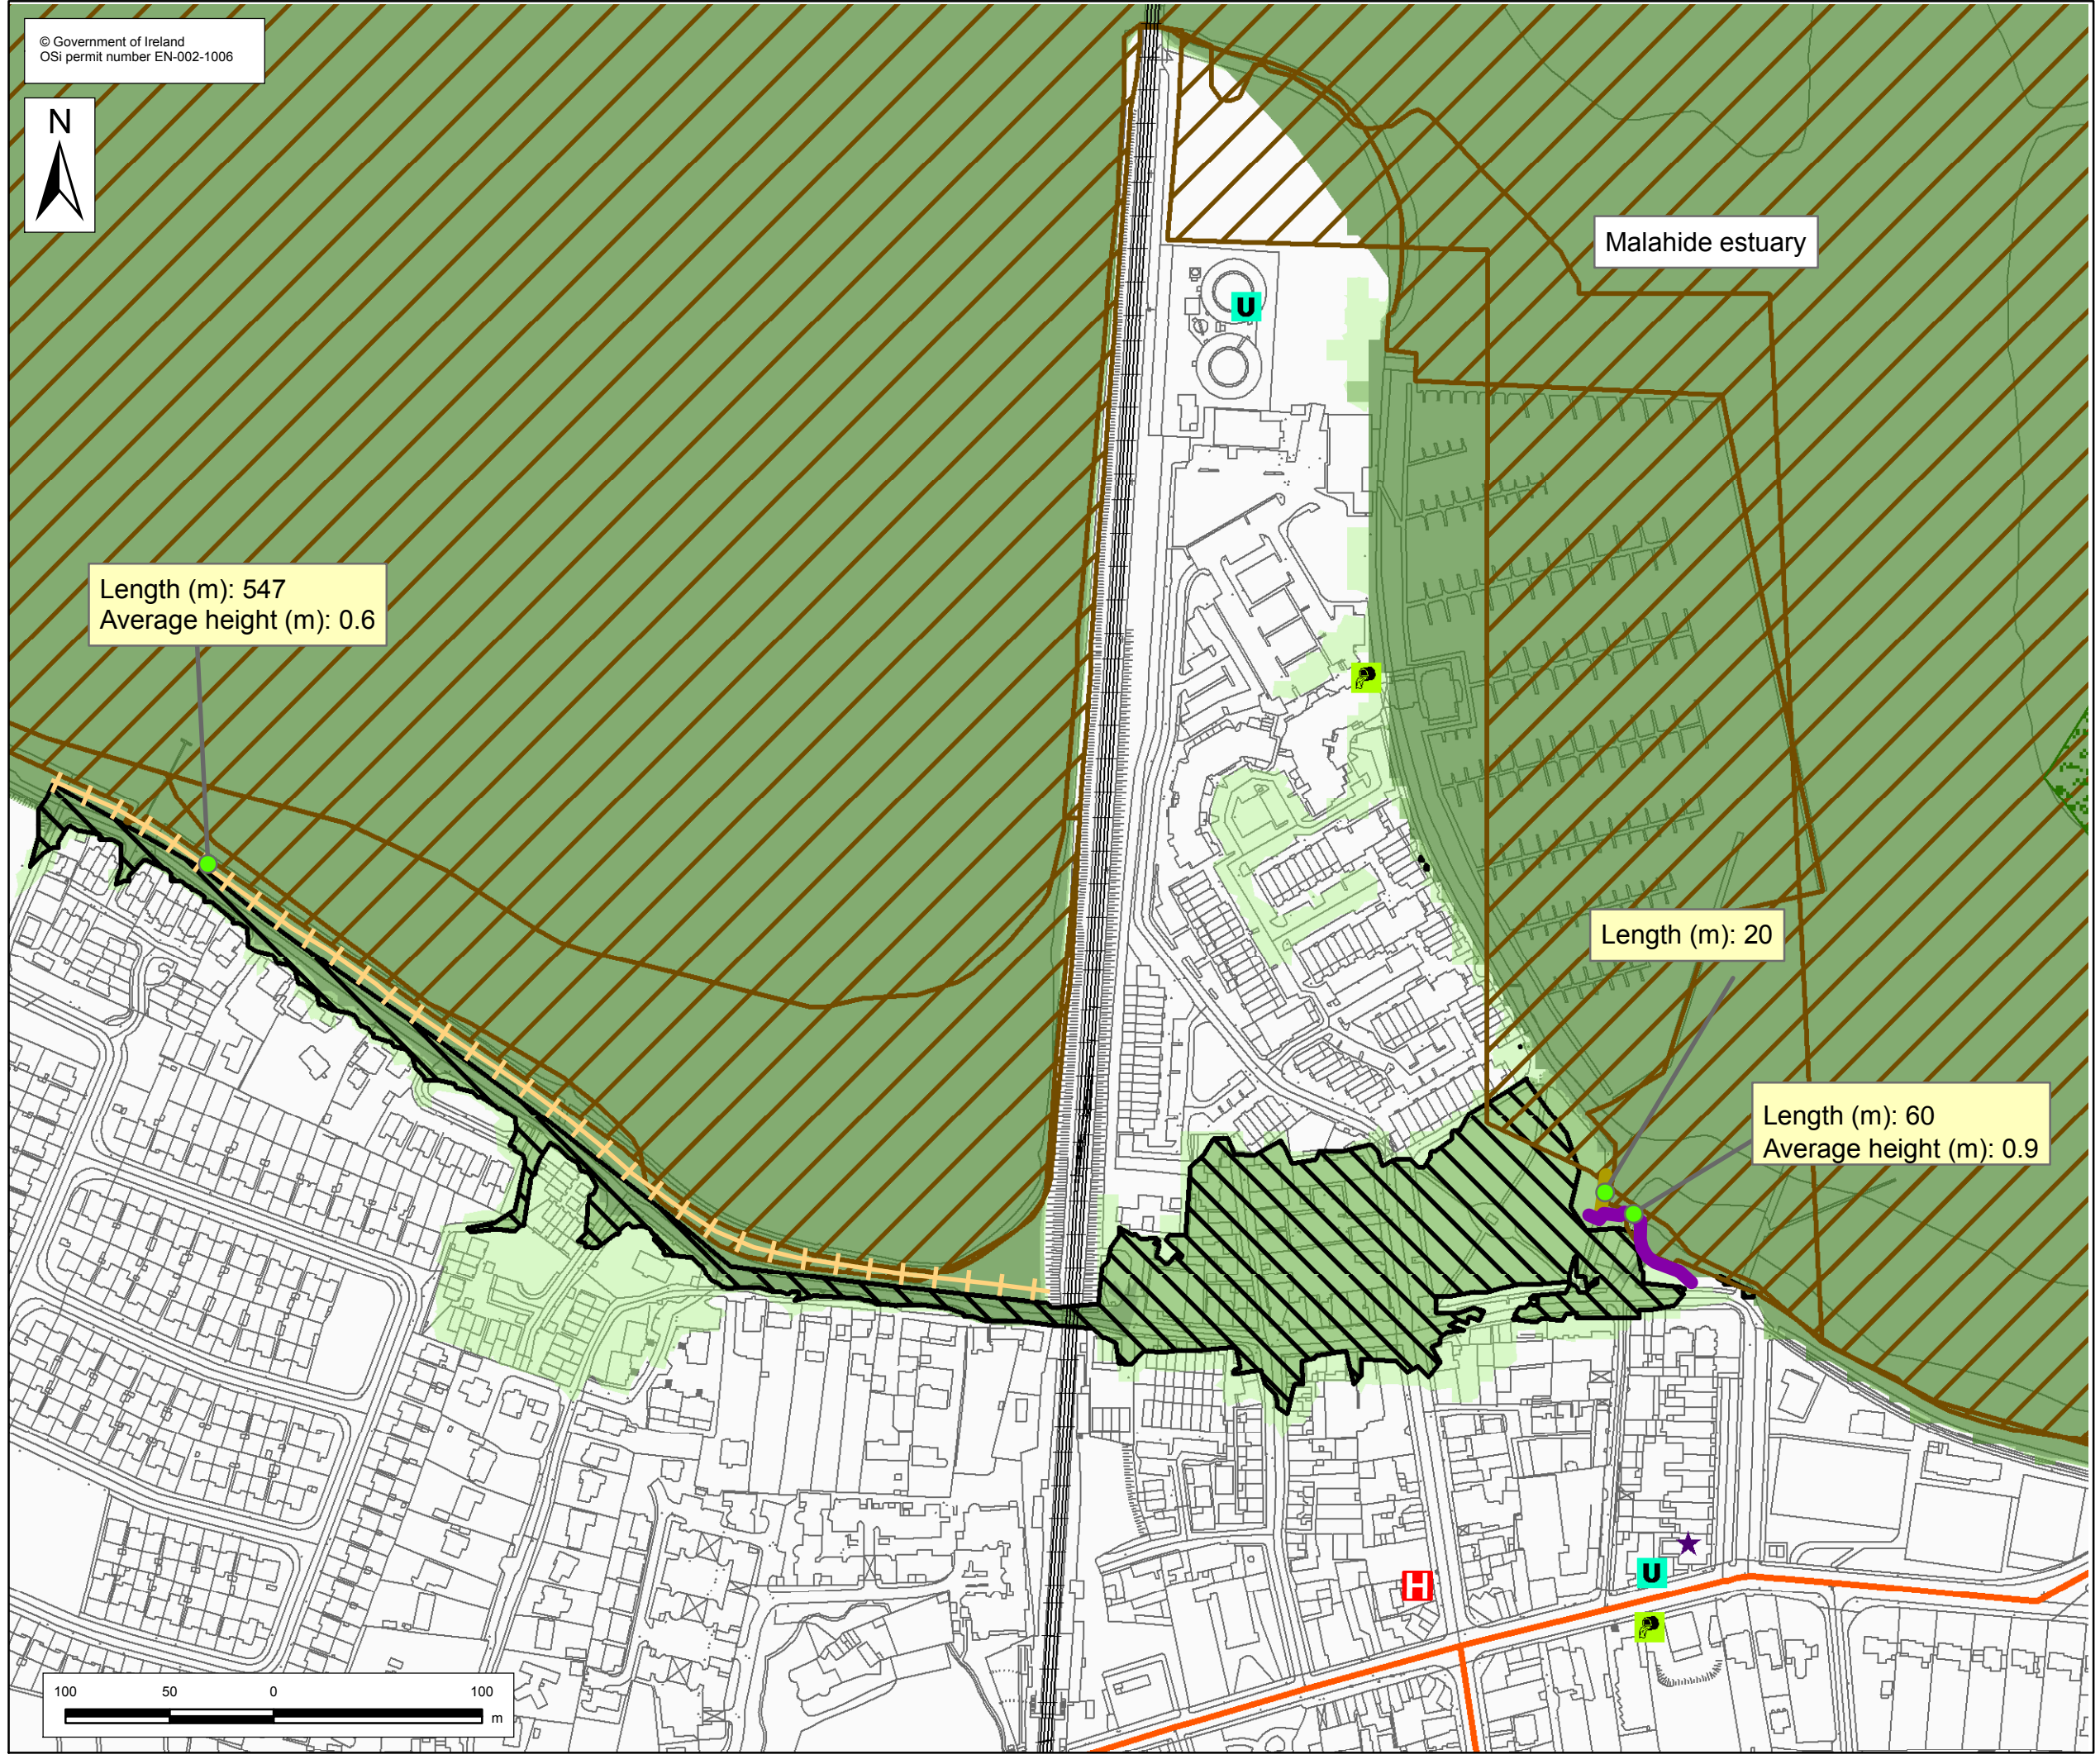 © Government of Ireland
OSi permit number EN-002-1006
N
Malahide estuary
U
Length (m): 547
Average height (m): 0.6
Length (m): 20
Length (m): 60
Average height (m): 0.9
H
U
100 50 0 100
m